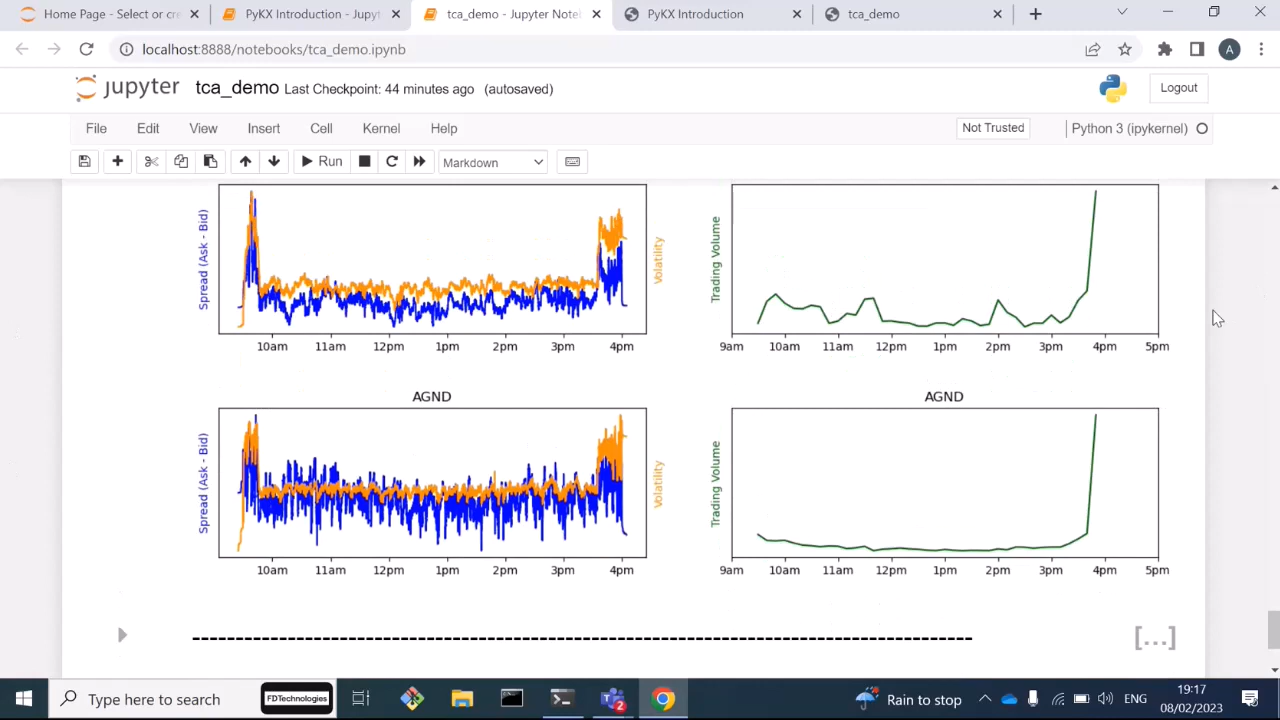 Home Page - Select or cre
PyKX Introduction - Jupyt
tca_demo - Jupyter Note
PyKX Introduction
tca_demo
localhost:8888/notebooks/tca_demo.ipynb
A
jupyter tca_demo Last Checkpoint: 44 minutes ago (autosaved)
Logout
File Edit View Insert Cell Kernel Help
Not Trusted
Python 3 (ipykernel)
Run
Markdown
Spread (Ask - Bid)
Volatility
10am 11am 12pm 1pm 2pm 3pm 4pm
Trading Volume
9am 10am 11am 12pm 1pm 2pm 3pm 4pm 5pm
AGND
Spread (Ask - Bid)
Volatility
10am 11am 12pm 1pm 2pm 3pm 4pm
AGND
Trading Volume
9am 10am 11am 12pm 1pm 2pm 3pm 4pm 5pm
[...]
Type here to search
FDTechnologies
2
Rain to stop
ENG
19:17
08/02/2023